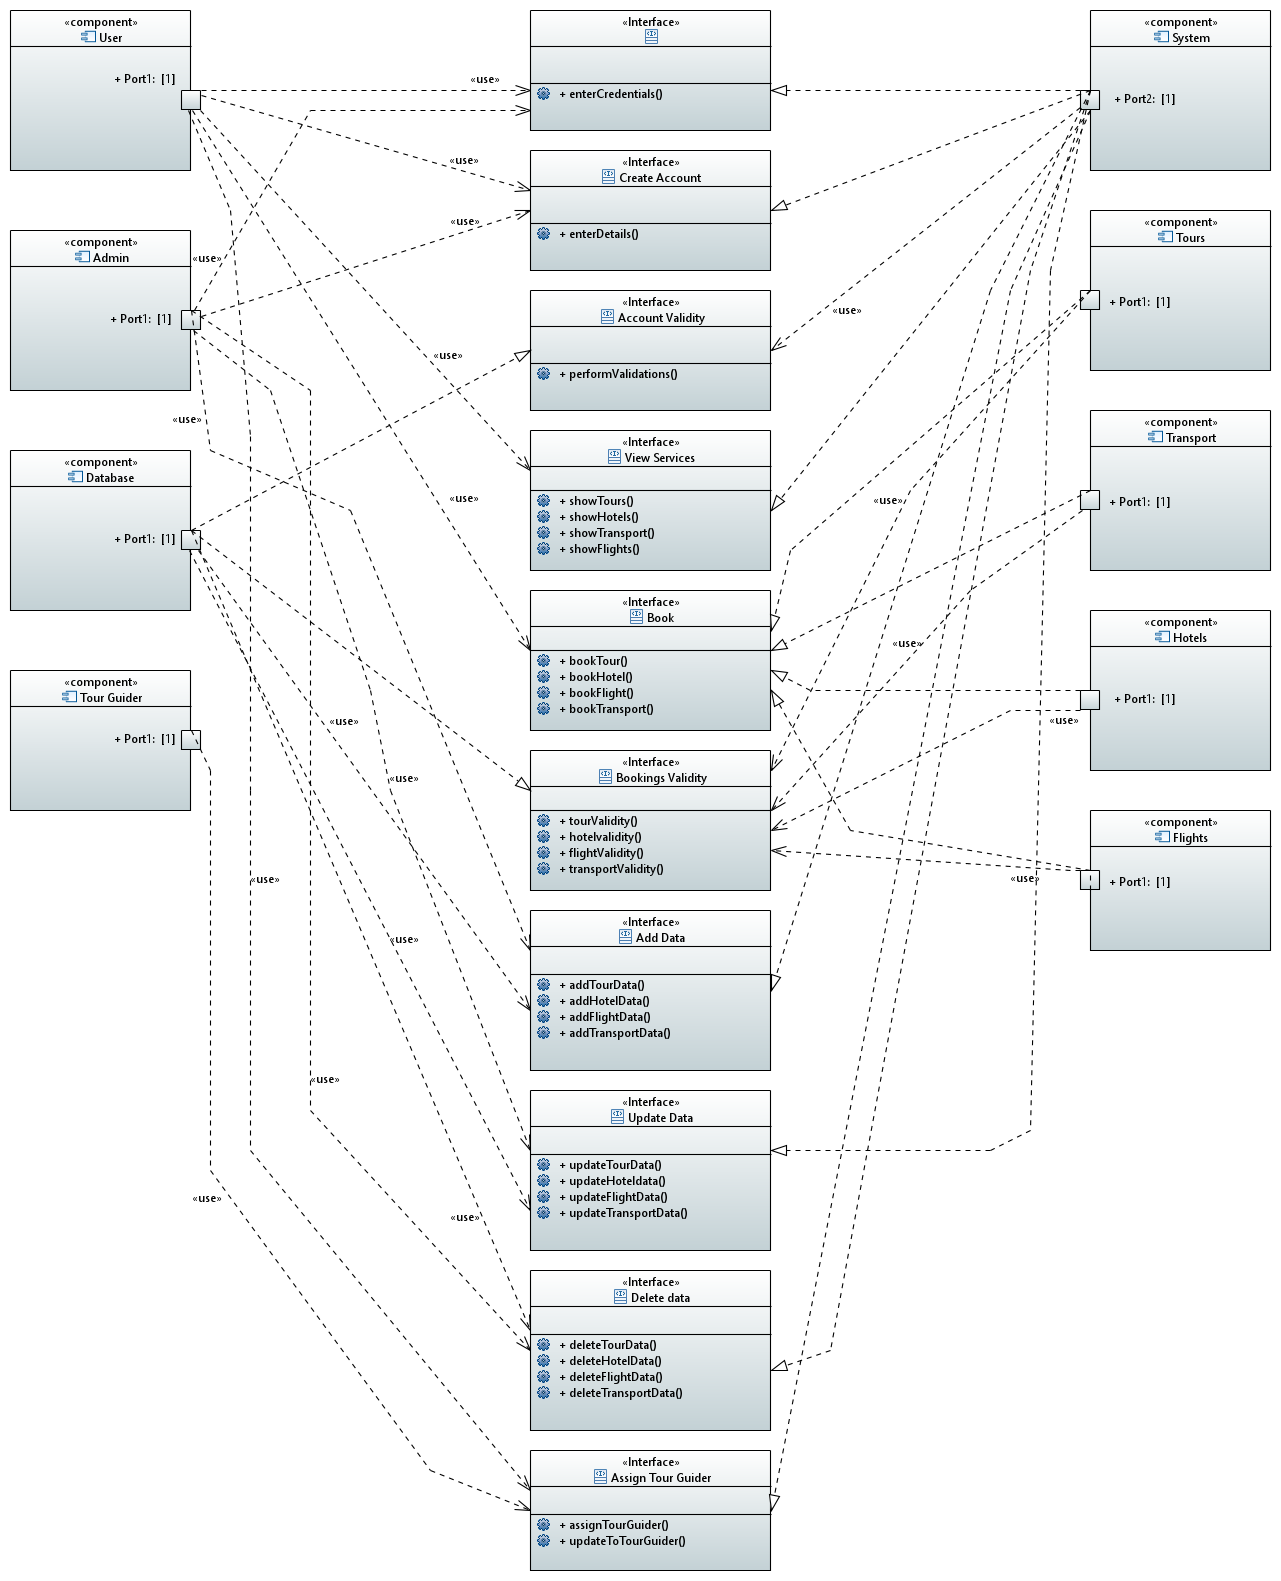 «component»
User
+ Port1: [1]
«component»
Admin
+ Port1: [1]
«component»
Database
+ Port1: [1]
«component»
Tour Guider
+ Port1: [1]
«use»
«use»
«use»
«use»
«use»
«use»
«use»
«use»
«use»
«use»
«use»
«use»
«use»
«use»
«Interface»
+ enterCredentials()
«Interface»
Create Account
+ enterDetails()
«Interface»
Account Validity
+ performValidations()
«Interface»
View Services
+ showTours()
+ showHotels()
+ showTransport()
+ showFlights()
«Interface»
Book
+ bookTour()
+ bookHotel()
+ bookFlight()
+ bookTransport()
«Interface»
Bookings Validity
+ tourValidity()
+ hotelvalidity()
+ flightValidity()
+ transportValidity()
«Interface»
Add Data
+ addTourData()
+ addHotelData()
+ addFlightData()
+ addTransportData()
«Interface»
Update Data
+ updateTourData()
+ updateHoteldata()
+ updateFlightData()
+ updateTransportData()
«Interface»
Delete data
+ deleteTourData()
+ deleteHotelData()
+ deleteFlightData()
+ deleteTransportData()
«Interface»
Assign Tour Guider
+ assignTourGuider()
+ updateToTourGuider()
«use»
«use»
«use»
«use»
«use»
«component»
System
+ Port2: [1]
«component»
Tours
+ Port1: [1]
«component»
Transport
+ Port1: [1]
«component»
Hotels
+ Port1: [1]
«component»
Flights
+ Port1: [1]